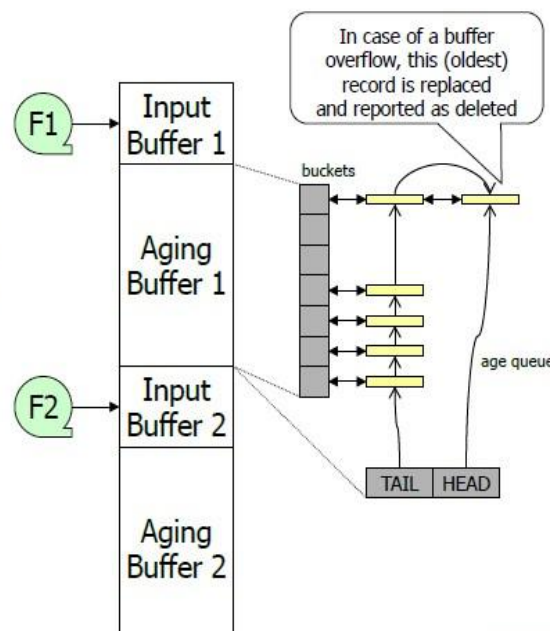 In case of a buffer
overflow, this (oldest)
record is replaced
and reported as deleted
F1
Input
Buffer 1
buckets
Aging
Buffer 1
age queue
F2
Input
Buffer 2
TAIL
HEAD
Aging
Buffer 2